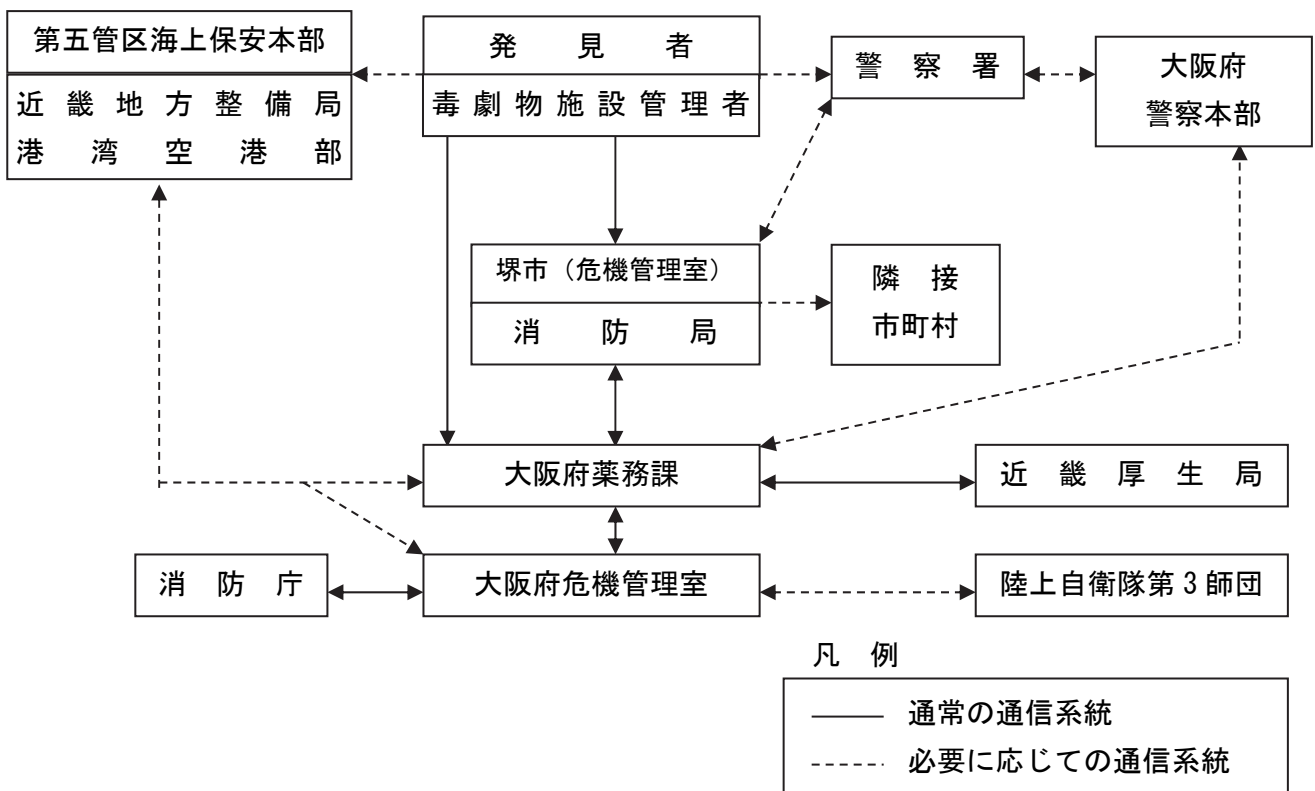 第五管区海上保安本部
近畿地方整備局
港湾空港部
発見者
毒劇物施設管理者
警察署
大阪府
警察本部
堺市（危機管理室）
消防局
隣接
市町村
大阪府薬務課
近畿厚生局
消防庁
大阪府危機管理室
陸上自衛隊第3師団
凡例
通常の通信系統
必要に応じての通信系統